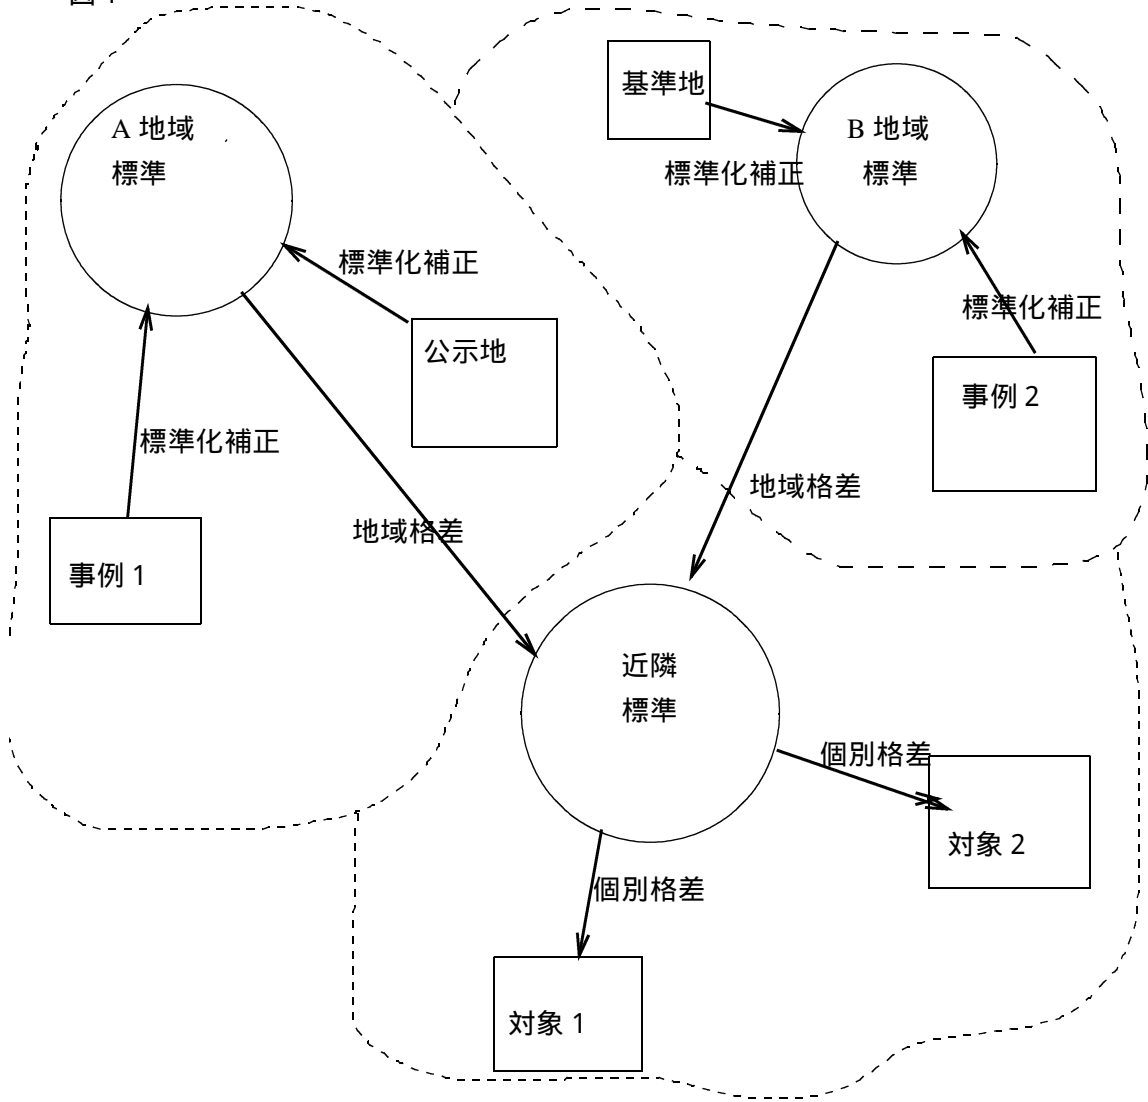 基準地
A 地域
標準
B 地域
標準
標準化補正
標準化補正
標準化補正
公示地
事例 2
標準化補正
地域格差
地域格差
事例 1
近隣
標準
個別格差
対象 2
個別格差
対象 1